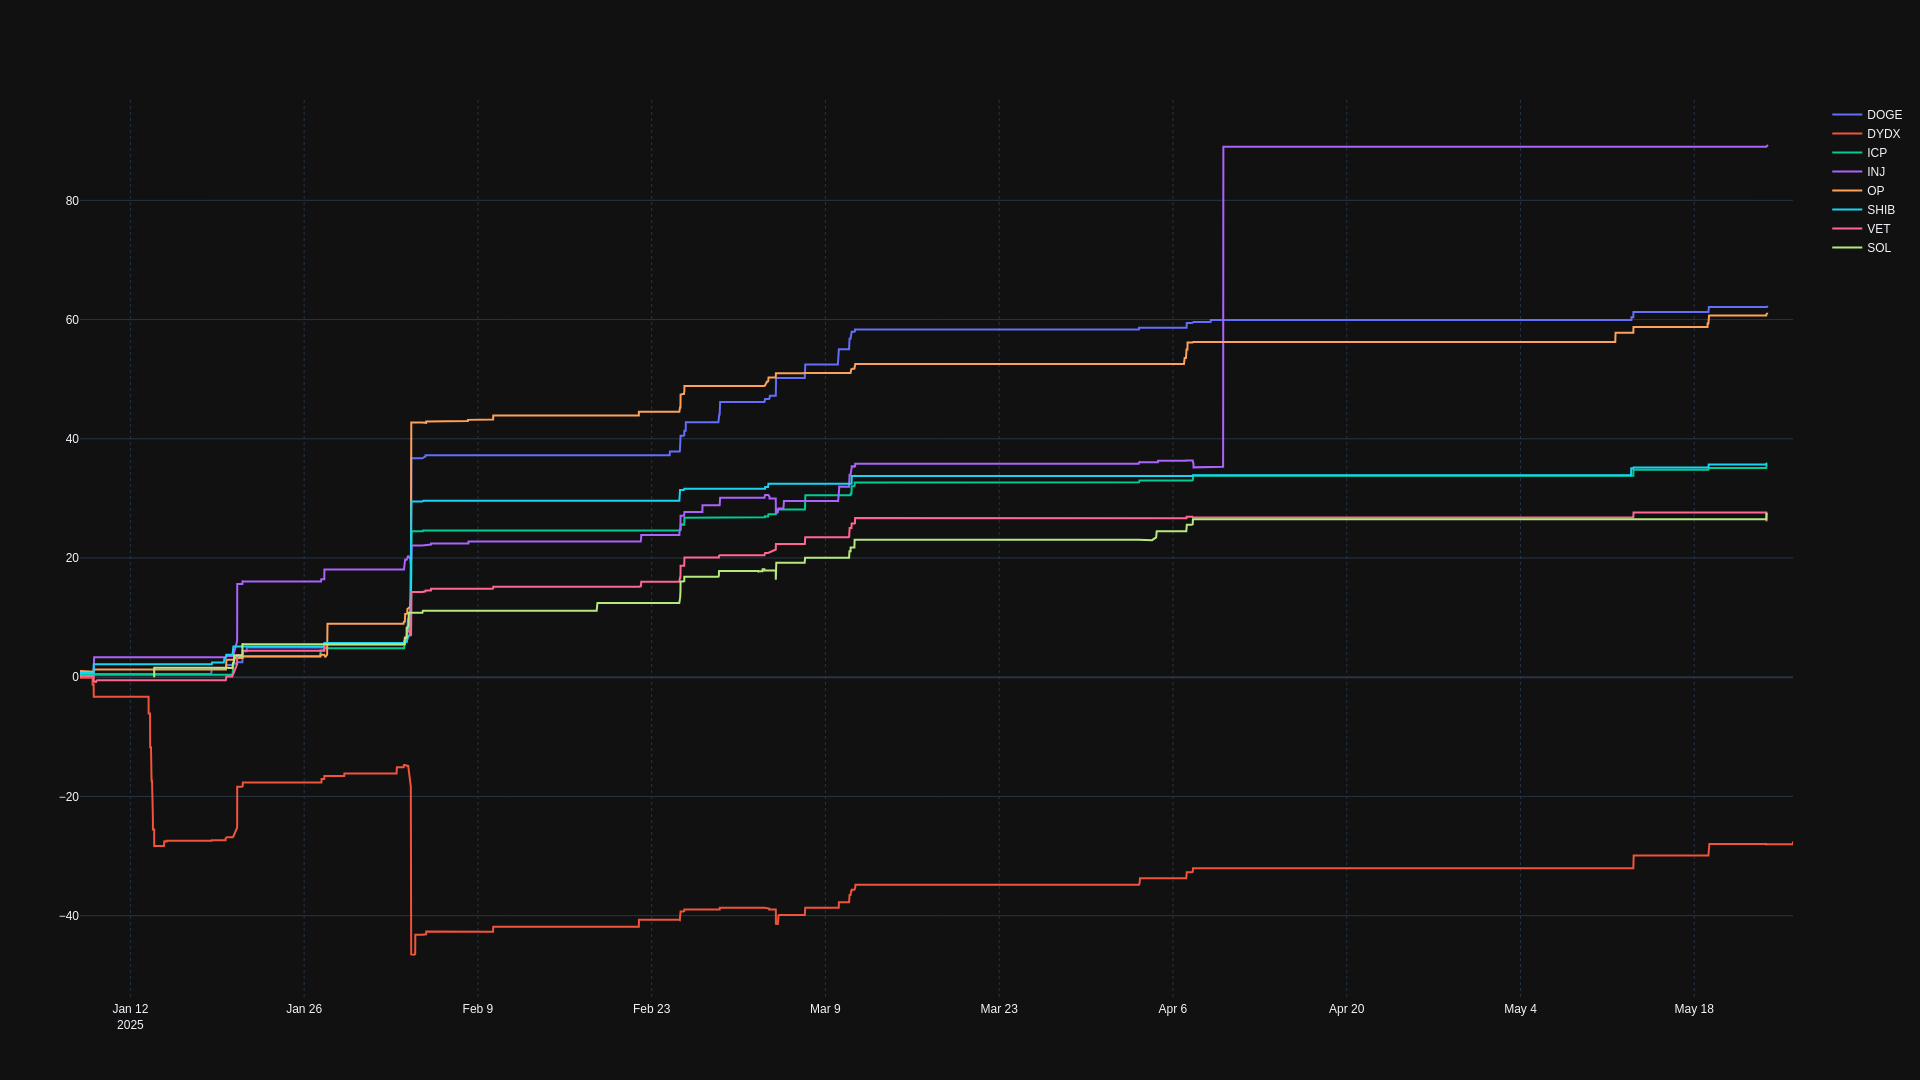 DOGE
DYDX
ICP
INJ
OP
SHIB
VET
SOL
80
60
40
20
0
−20
−40
Jan 12
2025
Jan 26
Feb 9
Feb 23
Mar 9
Mar 23
Apr 6
Apr 20
May 4
May 18